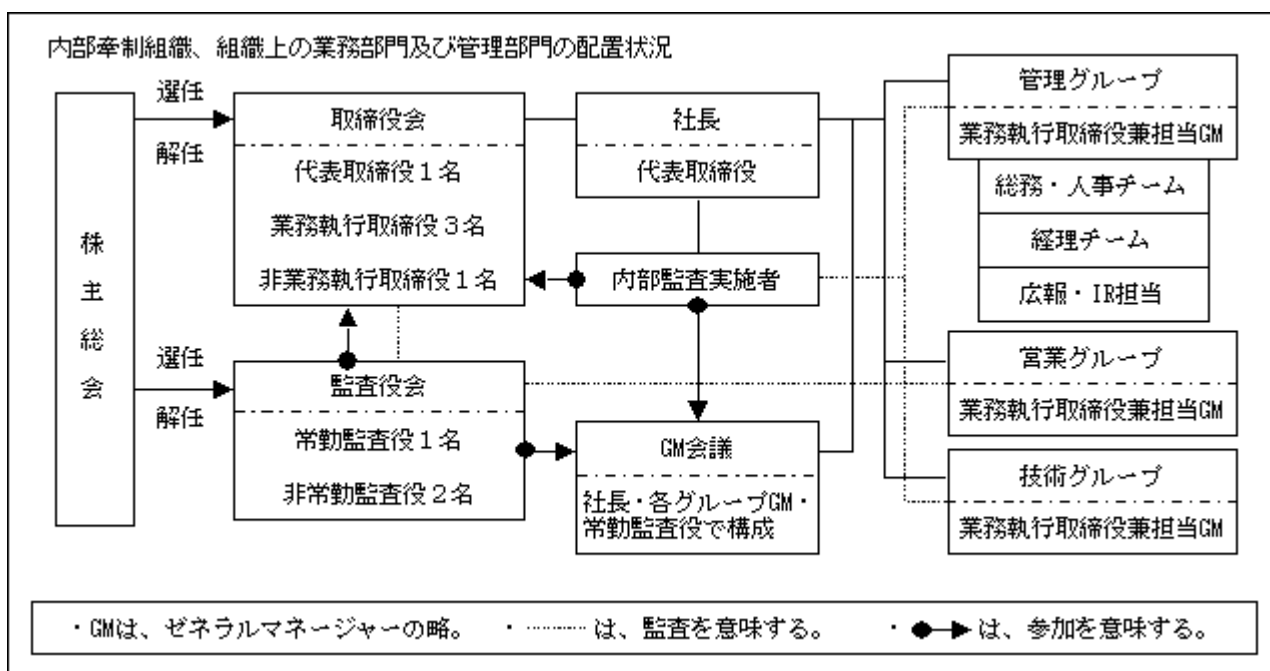 内部牽制組織、組織上の業務部門及び管理部門の配置状況
株主総会
選任
解任
選任
解任
取締役会
代表取締役1名
業務執行取締役3名
非業務執行取締役1名
監査役会
常勤監査役1名
非常勤監査役2名
社長
代表取締役
内部監査実施者
GM会議
社長・各グループGM・
常勤監査役で構成
管理グループ
業務執行取締役兼担当GM
総務・人事チーム
経理チーム
広報・IR担当
営業グループ
業務執行取締役兼担当GM
技術グループ
業務執行取締役兼担当GM
・GMは、ゼネラルマネージャーの略。 ・ ……… は、監査を意味する。 ・ ●─▶ は、参加を意味する。